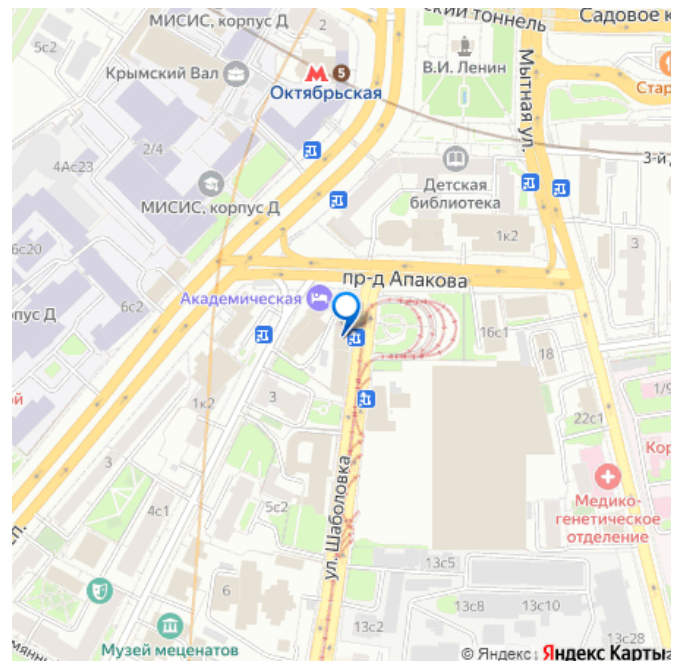 МИСИС, корпус Д
2
ский тоннель
Садовое к
5с2
Крымский Вал
5
Октябрьская
В.И. Ленин
Мытная ул.
Стар
4Ас23
2/4
3-й
МИСИС, корпус Д
Детская
библиотека
6с20
1к2
3
пр-д Апакова
Академическая
6с2
пус Д
16с1
18
ой
1к2
3
1/9
22с1
Кор
3
ул. Шаболовка
4с1
5с2
Медико-
генетическое
отделение
13с5
6
13с8
13с10
13с2
13с28
Музей меценатов
мянны
© Яндекс
Яндекс Карты